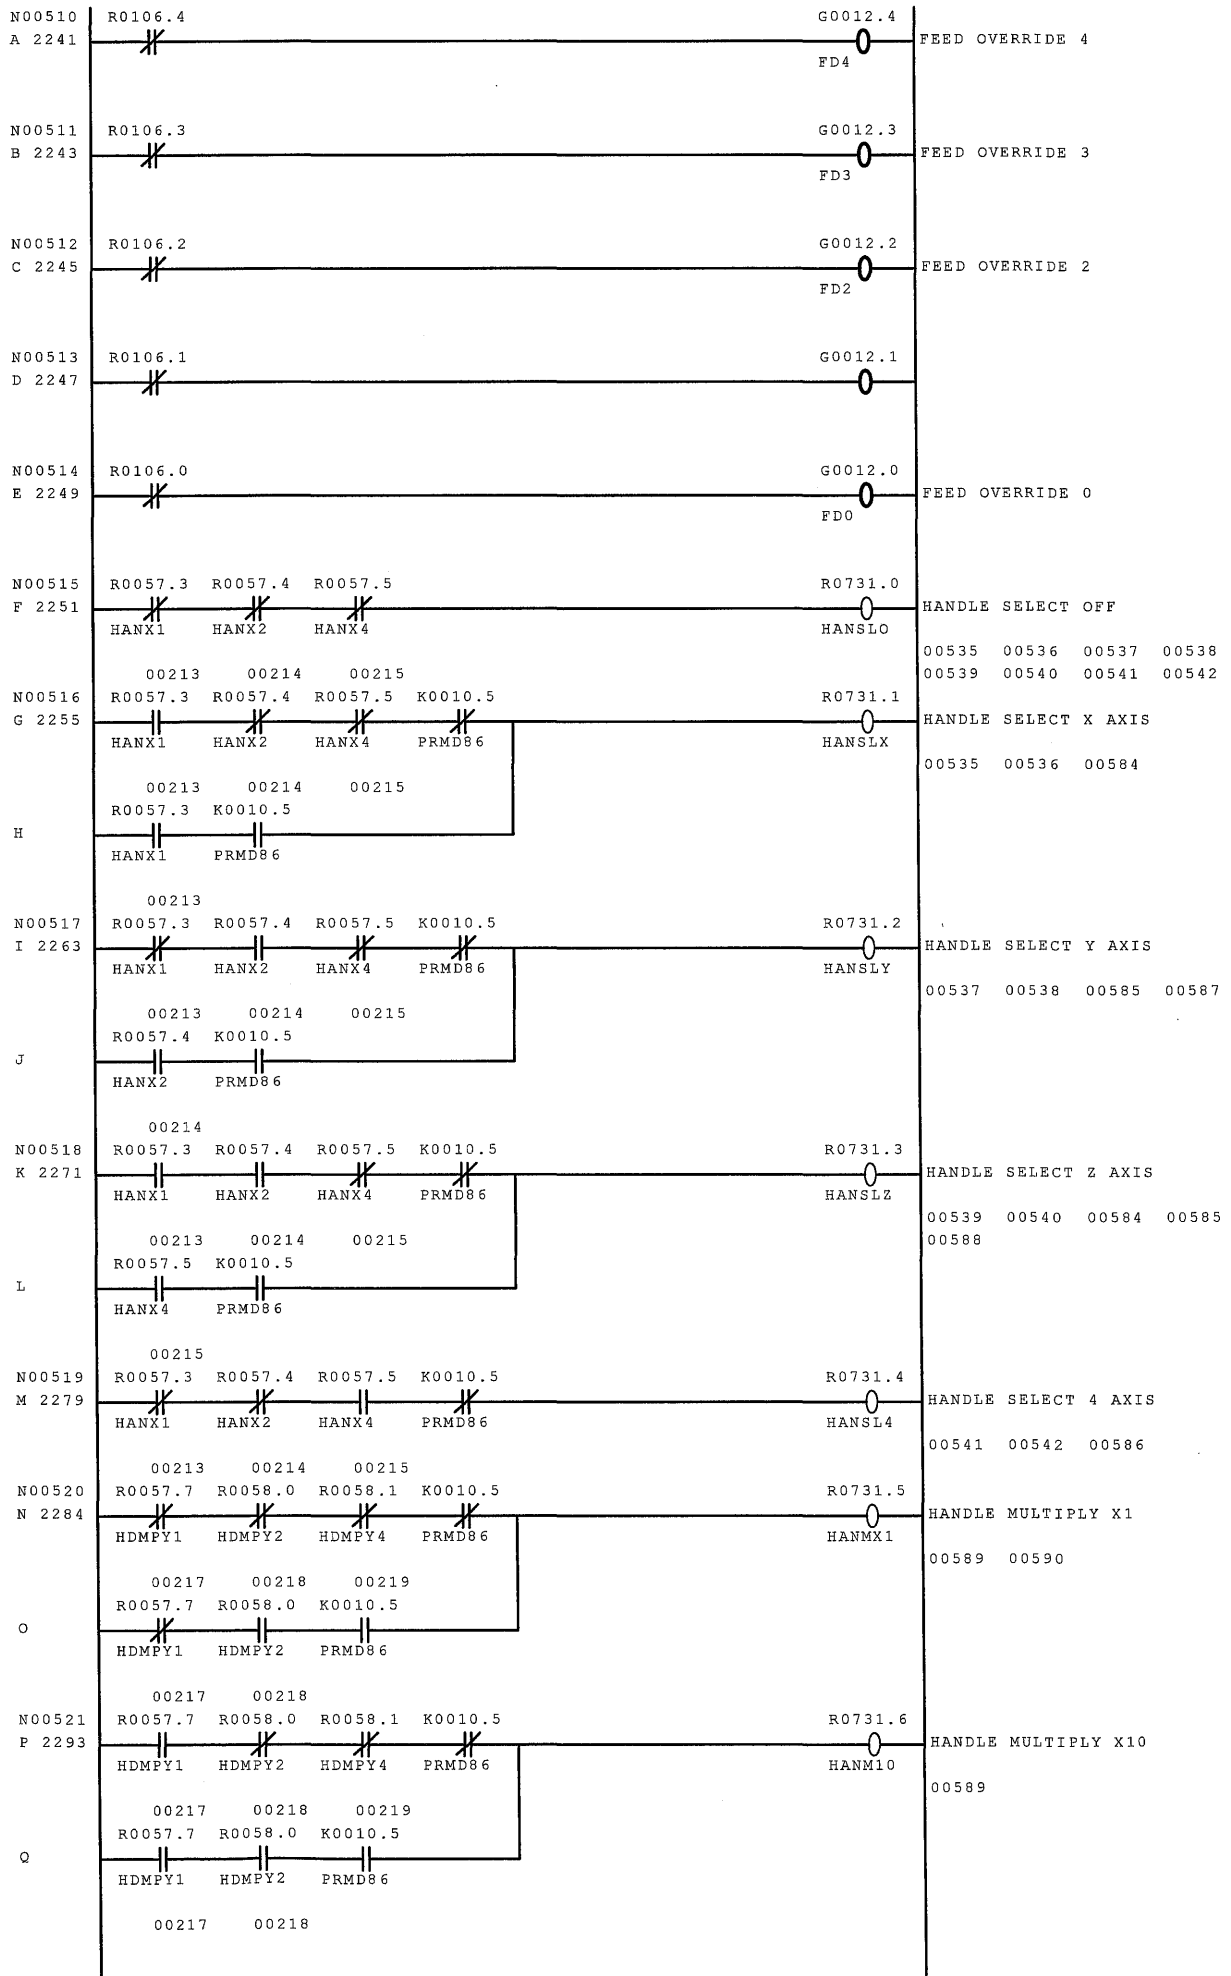 N00510 R0106.4 G0012.4
A 2241 FEED OVERRIDE 4
FD4
N00511 R0106.3 G0012.3
B 2243 FEED OVERRIDE 3
FD3
N00512 R0106.2 G0012.2
C 2245 FEED OVERRIDE 2
FD2
N00513 R0106.1 G0012.1
D 2247
N00514 R0106.0 G0012.0
E 2249 FEED OVERRIDE 0
FD0
N00515 R0057.3 R0057.4 R0057.5 R0731.0
F 2251 HANDLE SELECT OFF
HANX1 HANX2 HANX4 HANSLO
00535 00536 00537 00538
00213 00214 00215 00539 00540 00541 00542
N00516 R0057.3 R0057.4 R0057.5 K0010.5 R0731.1
G 2255 HANDLE SELECT X AXIS
HANX1 HANX2 HANX4 PRMD86 HANSLX
00535 00536 00584
00213 00214 00215
R0057.3 K0010.5
H
HANX1 PRMD86
00213
N00517 R0057.3 R0057.4 R0057.5 K0010.5 R0731.2
I 2263 HANDLE SELECT Y AXIS
HANX1 HANX2 HANX4 PRMD86 HANSLY
00537 00538 00585 00587
00213 00214 00215
R0057.4 K0010.5
J
HANX2 PRMD86
00214
N00518 R0057.3 R0057.4 R0057.5 K0010.5 R0731.3
K 2271 HANDLE SELECT Z AXIS
HANX1 HANX2 HANX4 PRMD86 HANSLZ
00539 00540 00584 00585
00213 00214 00215 00588
R0057.5 K0010.5
L
HANX4 PRMD86
00215
N00519 R0057.3 R0057.4 R0057.5 K0010.5 R0731.4
M 2279 HANDLE SELECT 4 AXIS
HANX1 HANX2 HANX4 PRMD86 HANSL4
00541 00542 00586
00213 00214 00215
N00520 R0057.7 R0058.0 R0058.1 K0010.5 R0731.5
N 2284 HANDLE MULTIPLY X1
HDMPY1 HDMPY2 HDMPY4 PRMD86 HANMX1
00589 00590
00217 00218 00219
R0057.7 R0058.0 K0010.5
O
HDMPY1 HDMPY2 PRMD86
00217 00218
N00521 R0057.7 R0058.0 R0058.1 K0010.5 R0731.6
P 2293 HANDLE MULTIPLY X10
HDMPY1 HDMPY2 HDMPY4 PRMD86 HANM10
00589
00217 00218 00219
R0057.7 R0058.0 K0010.5
Q
HDMPY1 HDMPY2 PRMD86
00217 00218